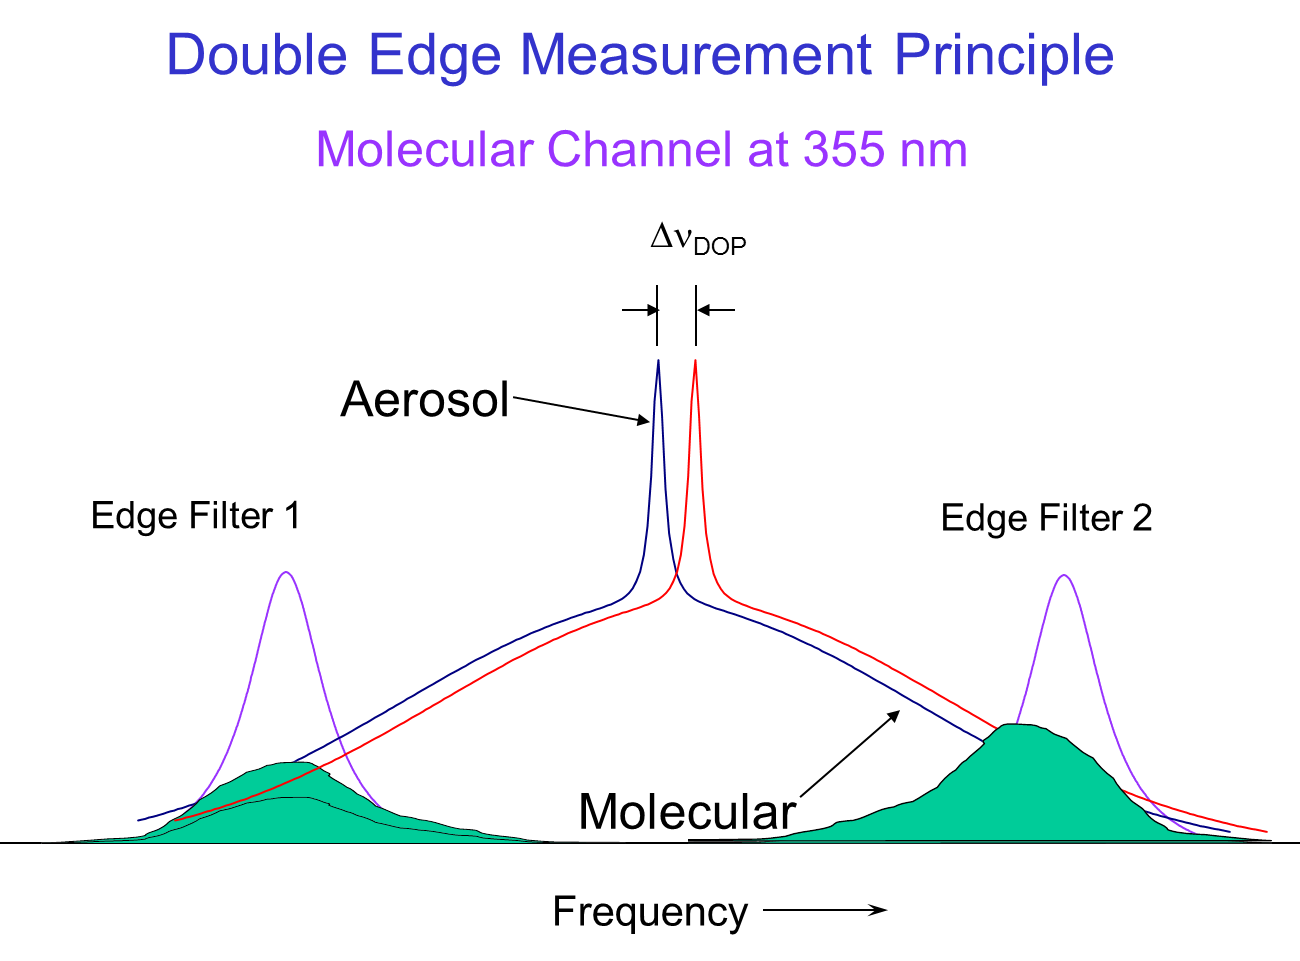 Double Edge Measurement Principle
Molecular Channel at 355 nm
ΔνDOP
Aerosol
Edge Filter 1
Edge Filter 2
Molecular
Frequency